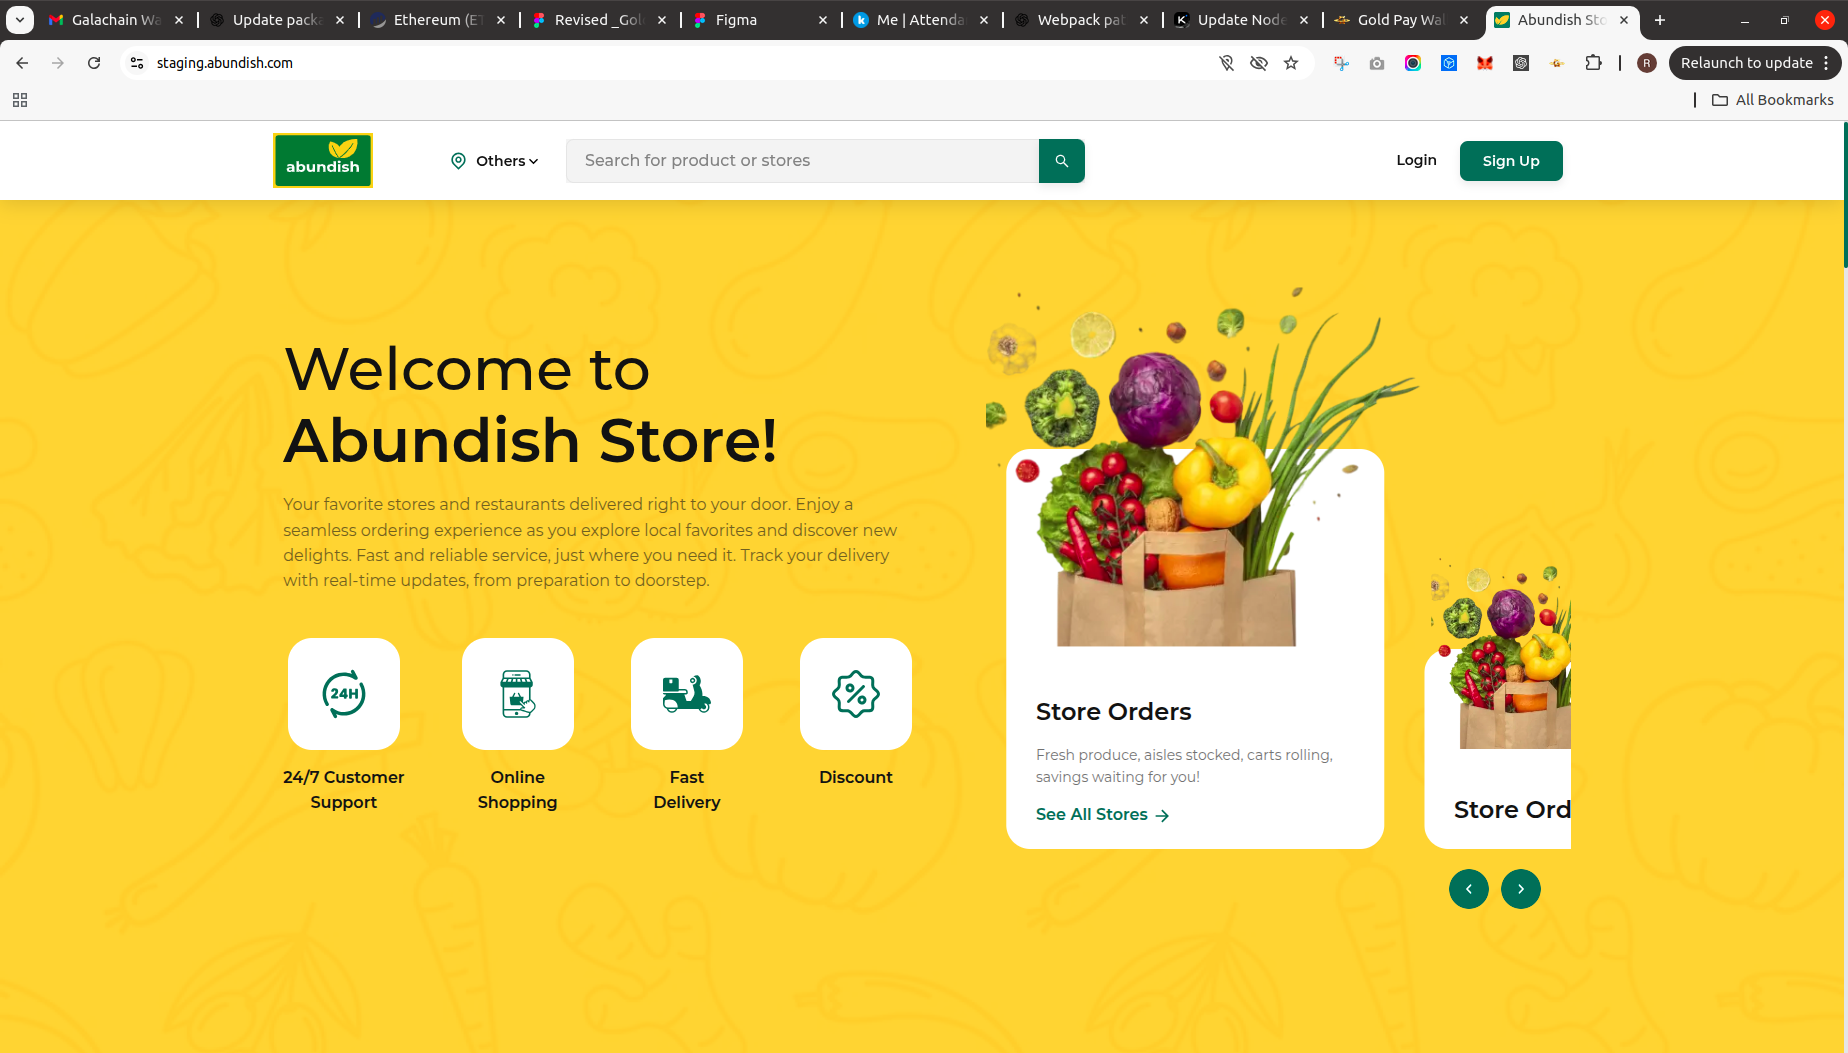 Galachain Wa
Update packa
Ethereum (ET
Revised _Gol
Figma
Me | Attenda
Webpack pat
Update Node
Gold Pay Wal
Abundish Sto
staging.abundish.com
R
Relaunch to update
All Bookmarks
abundish
Others
Search for product or stores
Login
Sign Up
Welcome to
Abundish Store!
Your favorite stores and restaurants delivered right to your door. Enjoy a
seamless ordering experience as you explore local favorites and discover new
delights. Fast and reliable service, just where you need it. Track your delivery
with real-time updates, from preparation to doorstep.
24H
24/7 Customer
Support
Online
Shopping
Fast
Delivery
Discount
Store Orders
Fresh produce, aisles stocked, carts rolling,
savings waiting for you!
See All Stores
Store Ord